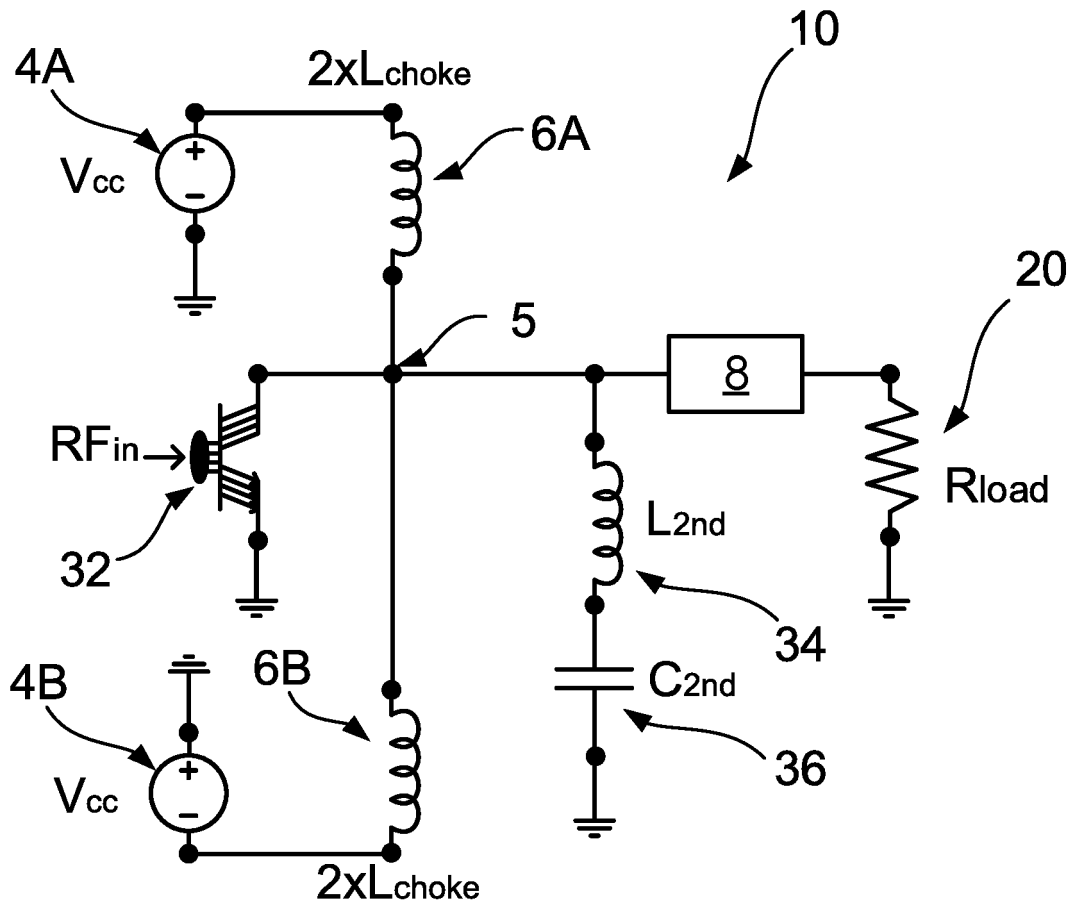 10
4A
2xLchoke
6A
Vcc
+
−
20
5
8
RFin
Rload
L2nd
32
34
6B
4B
C2nd
36
+
Vcc
−
2xLchoke